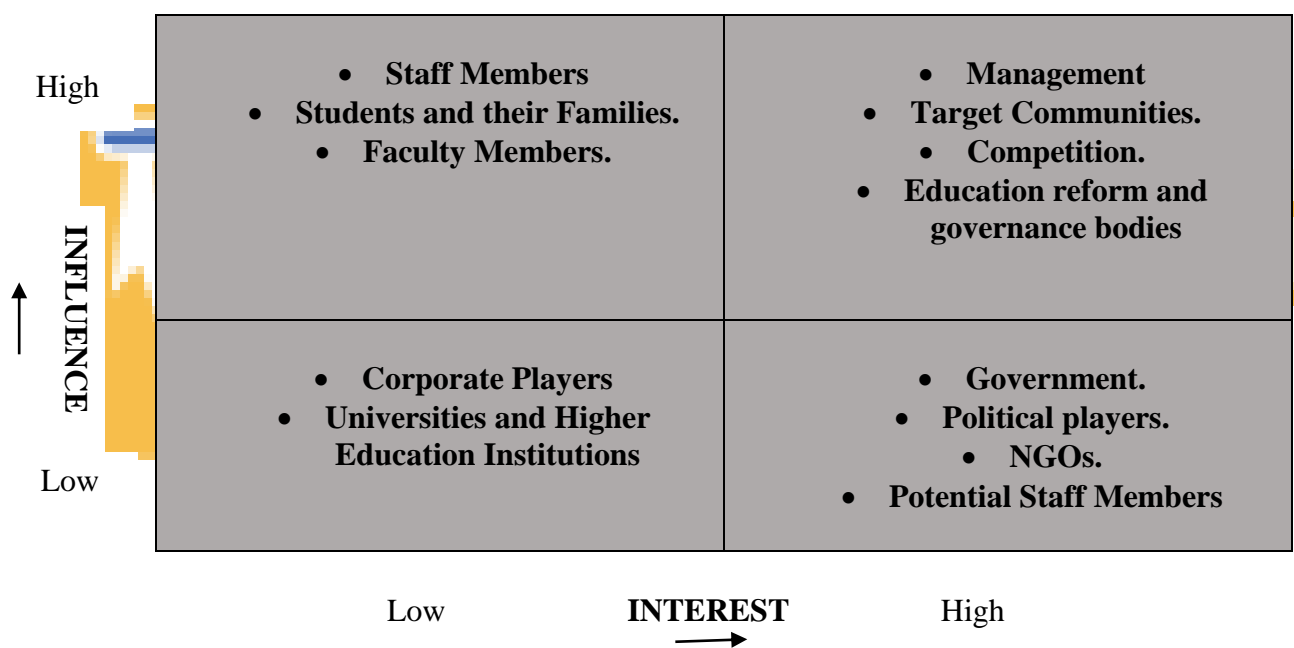 High
• Staff Members
• Students and their Families.
• Faculty Members.
• Management
• Target Communities.
• Competition.
• Education reform and
governance bodies
INFLUENCE
• Corporate Players
• Universities and Higher
Education Institutions
• Government.
• Political players.
• NGOs.
• Potential Staff Members
Low
Low INTEREST High